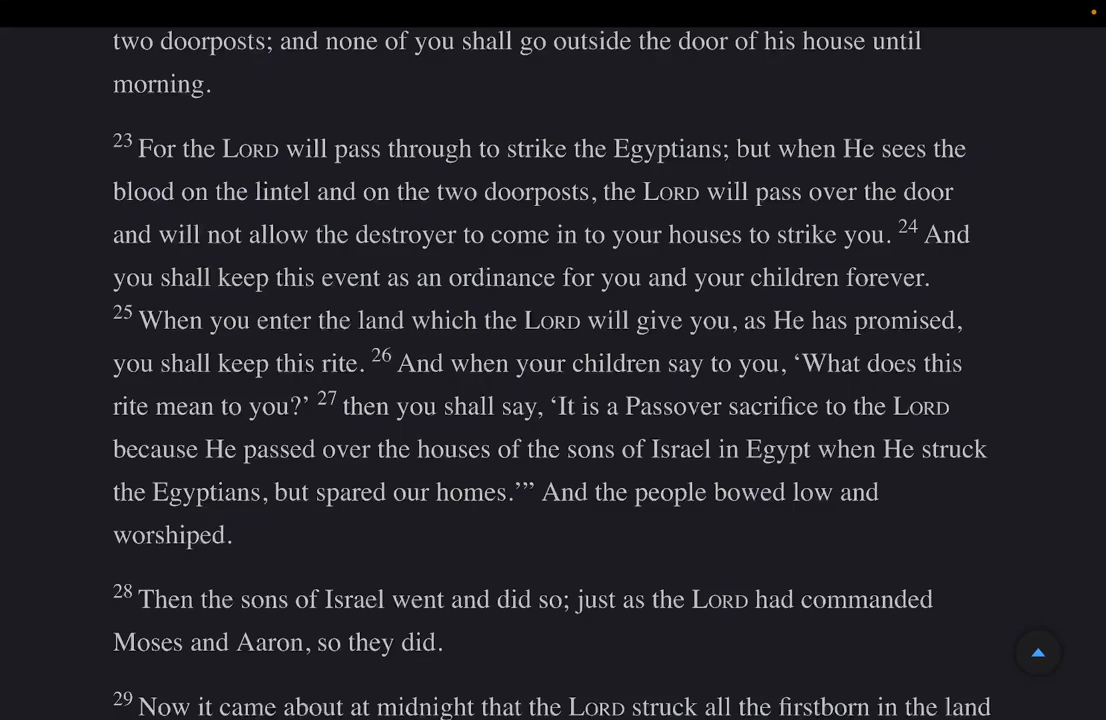 two doorposts; and none of you shall go outside the door of his house until
morning.
23 For the LORD will pass through to strike the Egyptians; but when He sees the
blood on the lintel and on the two doorposts, the LORD will pass over the door
and will not allow the destroyer to come in to your houses to strike you. 24 And
you shall keep this event as an ordinance for you and your children forever.
25 When you enter the land which the LORD will give you, as He has promised,
you shall keep this rite. 26 And when your children say to you, ‘What does this
rite mean to you?’ 27 then you shall say, ‘It is a Passover sacrifice to the LORD
because He passed over the houses of the sons of Israel in Egypt when He struck
the Egyptians, but spared our homes.’” And the people bowed low and
worshiped.
28 Then the sons of Israel went and did so; just as the LORD had commanded
Moses and Aaron, so they did.
29 Now it came about at midnight that the LORD struck all the firstborn in the land